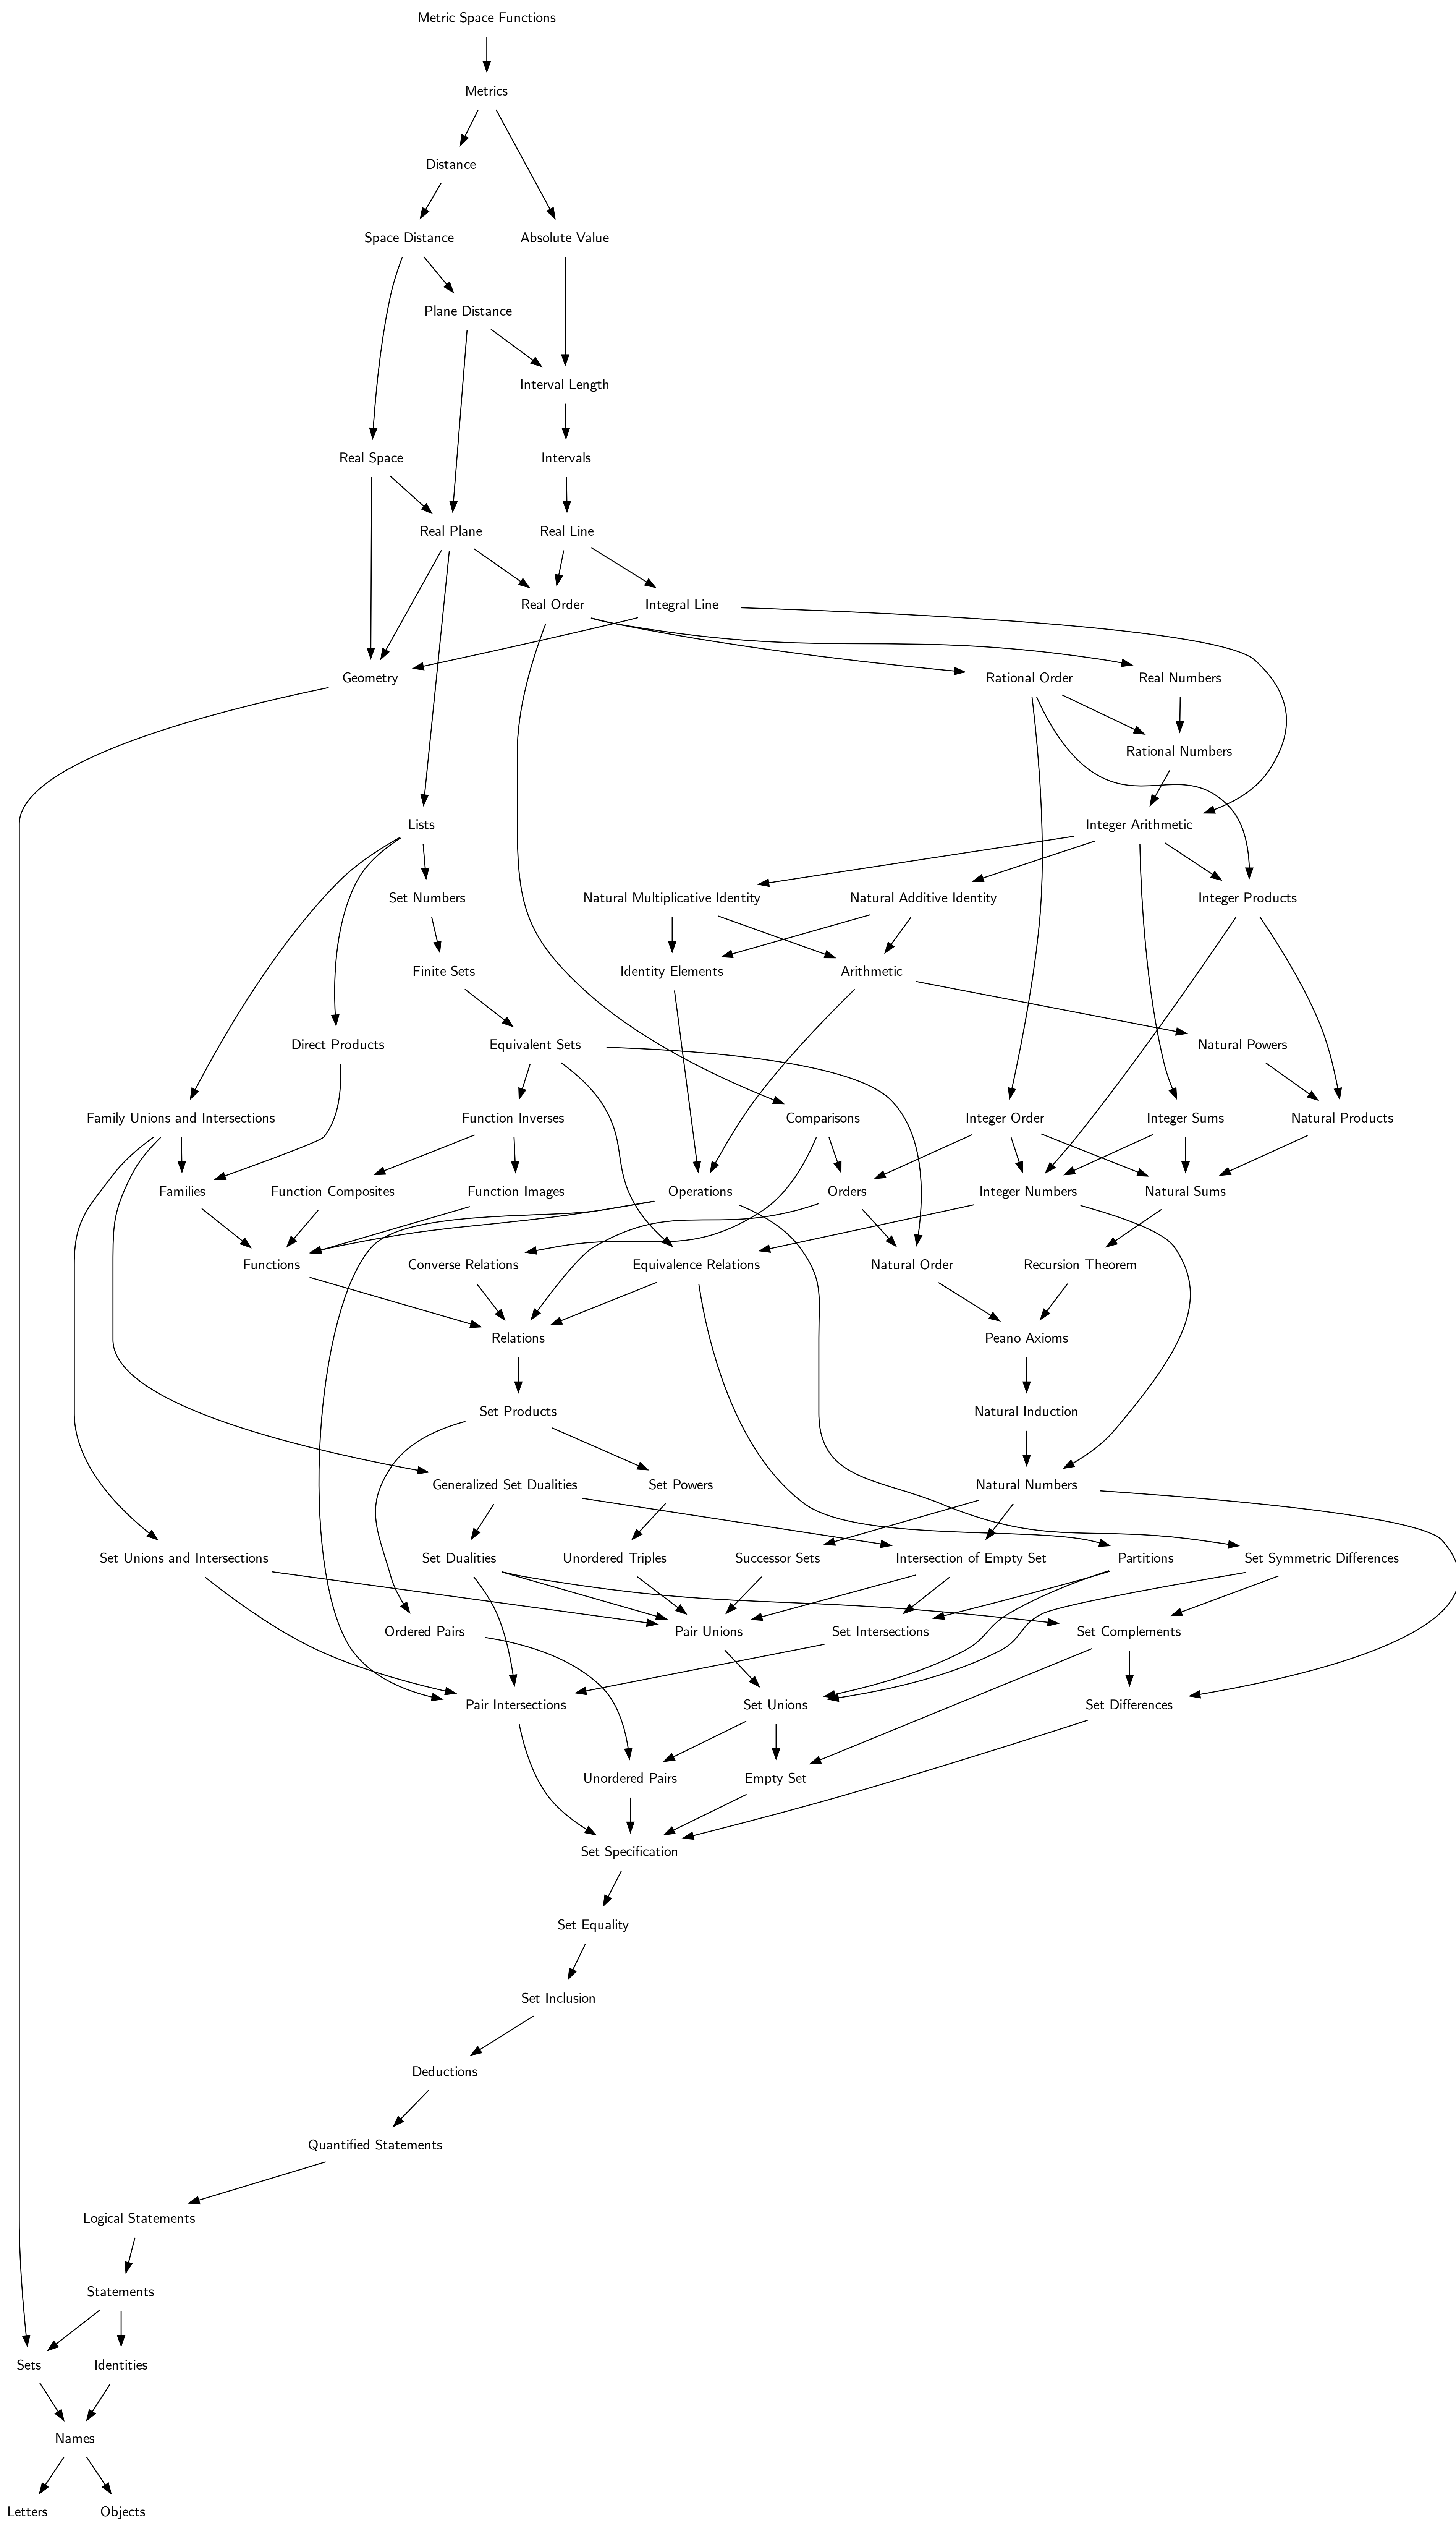 Metric Space Functions
Metrics
Distance
Space Distance
Absolute Value
Plane Distance
Interval Length
Real Space
Intervals
Real Plane
Real Line
Real Order
Integral Line
Geometry
Rational Order
Real Numbers
Rational Numbers
Lists
Integer Arithmetic
Set Numbers
Natural Multiplicative Identity
Natural Additive Identity
Integer Products
Finite Sets
Identity Elements
Arithmetic
Direct Products
Equivalent Sets
Natural Powers
Family Unions and Intersections
Function Inverses
Comparisons
Integer Order
Integer Sums
Natural Products
Families
Function Composites
Function Images
Operations
Orders
Integer Numbers
Natural Sums
Functions
Converse Relations
Equivalence Relations
Natural Order
Recursion Theorem
Relations
Peano Axioms
Set Products
Natural Induction
Generalized Set Dualities
Set Powers
Natural Numbers
Set Unions and Intersections
Set Dualities
Unordered Triples
Successor Sets
Intersection of Empty Set
Partitions
Set Symmetric Differences
Ordered Pairs
Pair Unions
Set Intersections
Set Complements
Pair Intersections
Set Unions
Set Differences
Unordered Pairs
Empty Set
Set Specification
Set Equality
Set Inclusion
Deductions
Quantified Statements
Logical Statements
Statements
Sets
Identities
Names
Letters
Objects